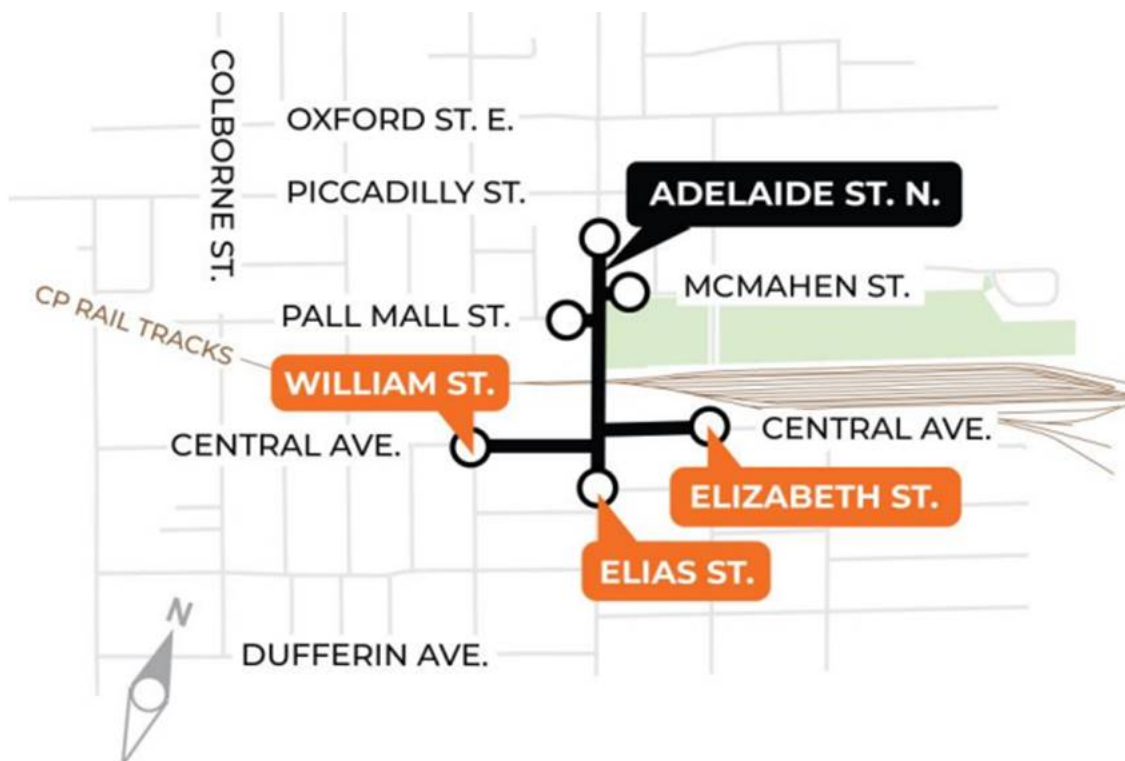 COLBORNE ST.
OXFORD ST. E.
PICCADILLY ST.
ADELAIDE ST. N.
MCMAHEN ST.
CP RAIL TRACKS
PALL MALL ST.
WILLIAM ST.
CENTRAL AVE.
CENTRAL AVE.
ELIZABETH ST.
ELIAS ST.
N
DUFFERIN AVE.